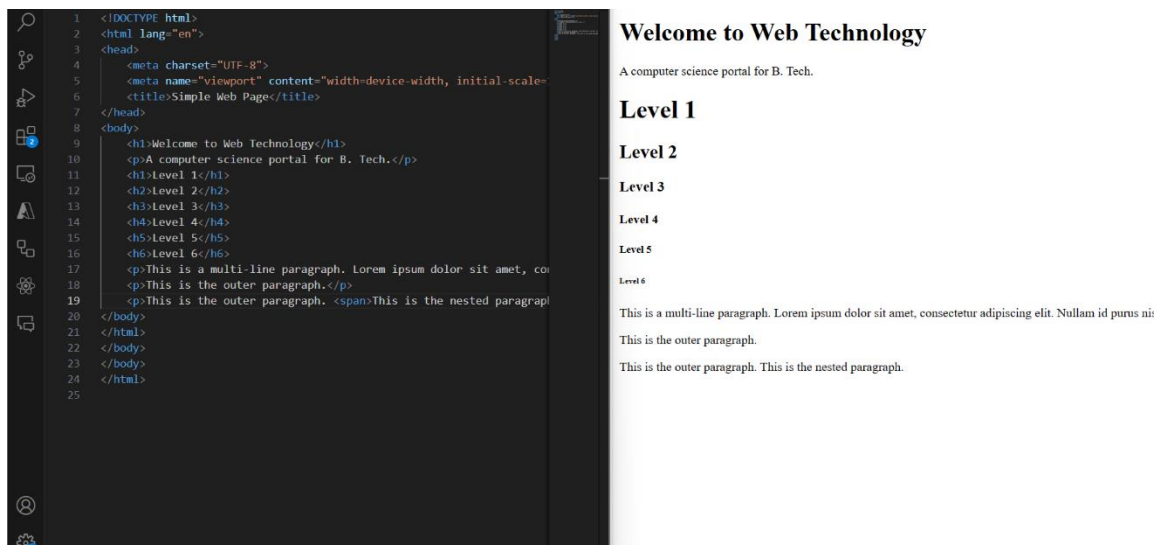 1 <!DOCTYPE html>
2 <html lang="en">
3 <head>
4 <meta charset="UTF-8">
5 <meta name="viewport" content="width=device-width, initial-scale=
6 <title>Simple Web Page</title>
7 </head>
8 <body>
9 <h1>Welcome to Web Technology</h1>
10 <p>A computer science portal for B. Tech.</p>
11 <h1>Level 1</h1>
12 <h2>Level 2</h2>
13 <h3>Level 3</h3>
14 <h4>Level 4</h4>
15 <h5>Level 5</h5>
16 <h6>Level 6</h6>
17 <p>This is a multi-line paragraph. Lorem ipsum dolor sit amet, co
18 <p>This is the outer paragraph.</p>
19 <p>This is the outer paragraph. <span>This is the nested paragraph
20 </body>
21 </html>
22 </body>
23 </body>
24 </html>
25
2
Welcome to Web Technology
A computer science portal for B. Tech.
Level 1
Level 2
Level 3
Level 4
Level 5
Level 6
This is a multi-line paragraph. Lorem ipsum dolor sit amet, consectetur adipiscing elit. Nullam id purus nis
This is the outer paragraph.
This is the outer paragraph. This is the nested paragraph.